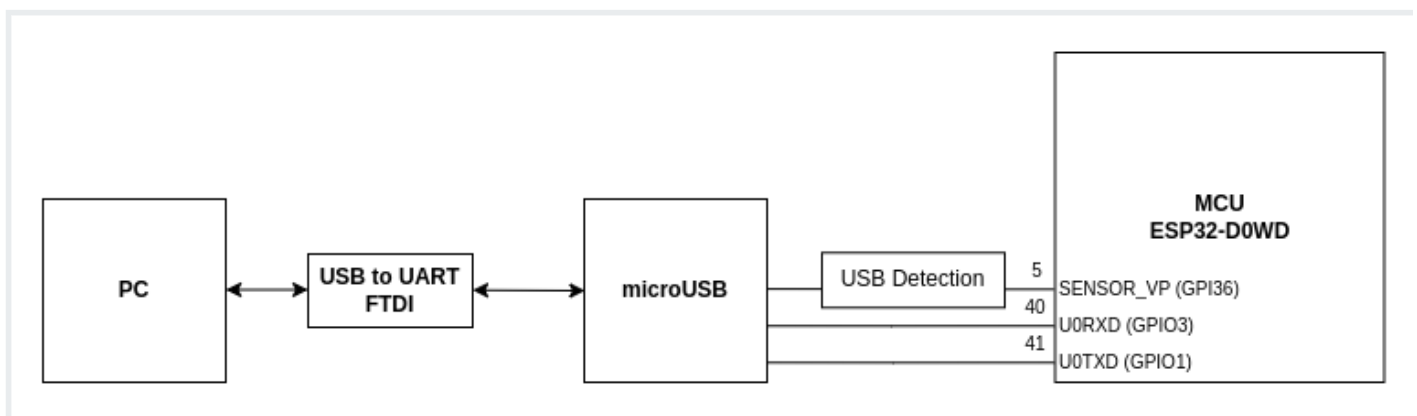 PC
USB to UART
FTDI
microUSB
USB Detection
MCU
ESP32-D0WD
5
SENSOR_VP (GPI36)
40
U0RXD (GPIO3)
41
U0TXD (GPIO1)